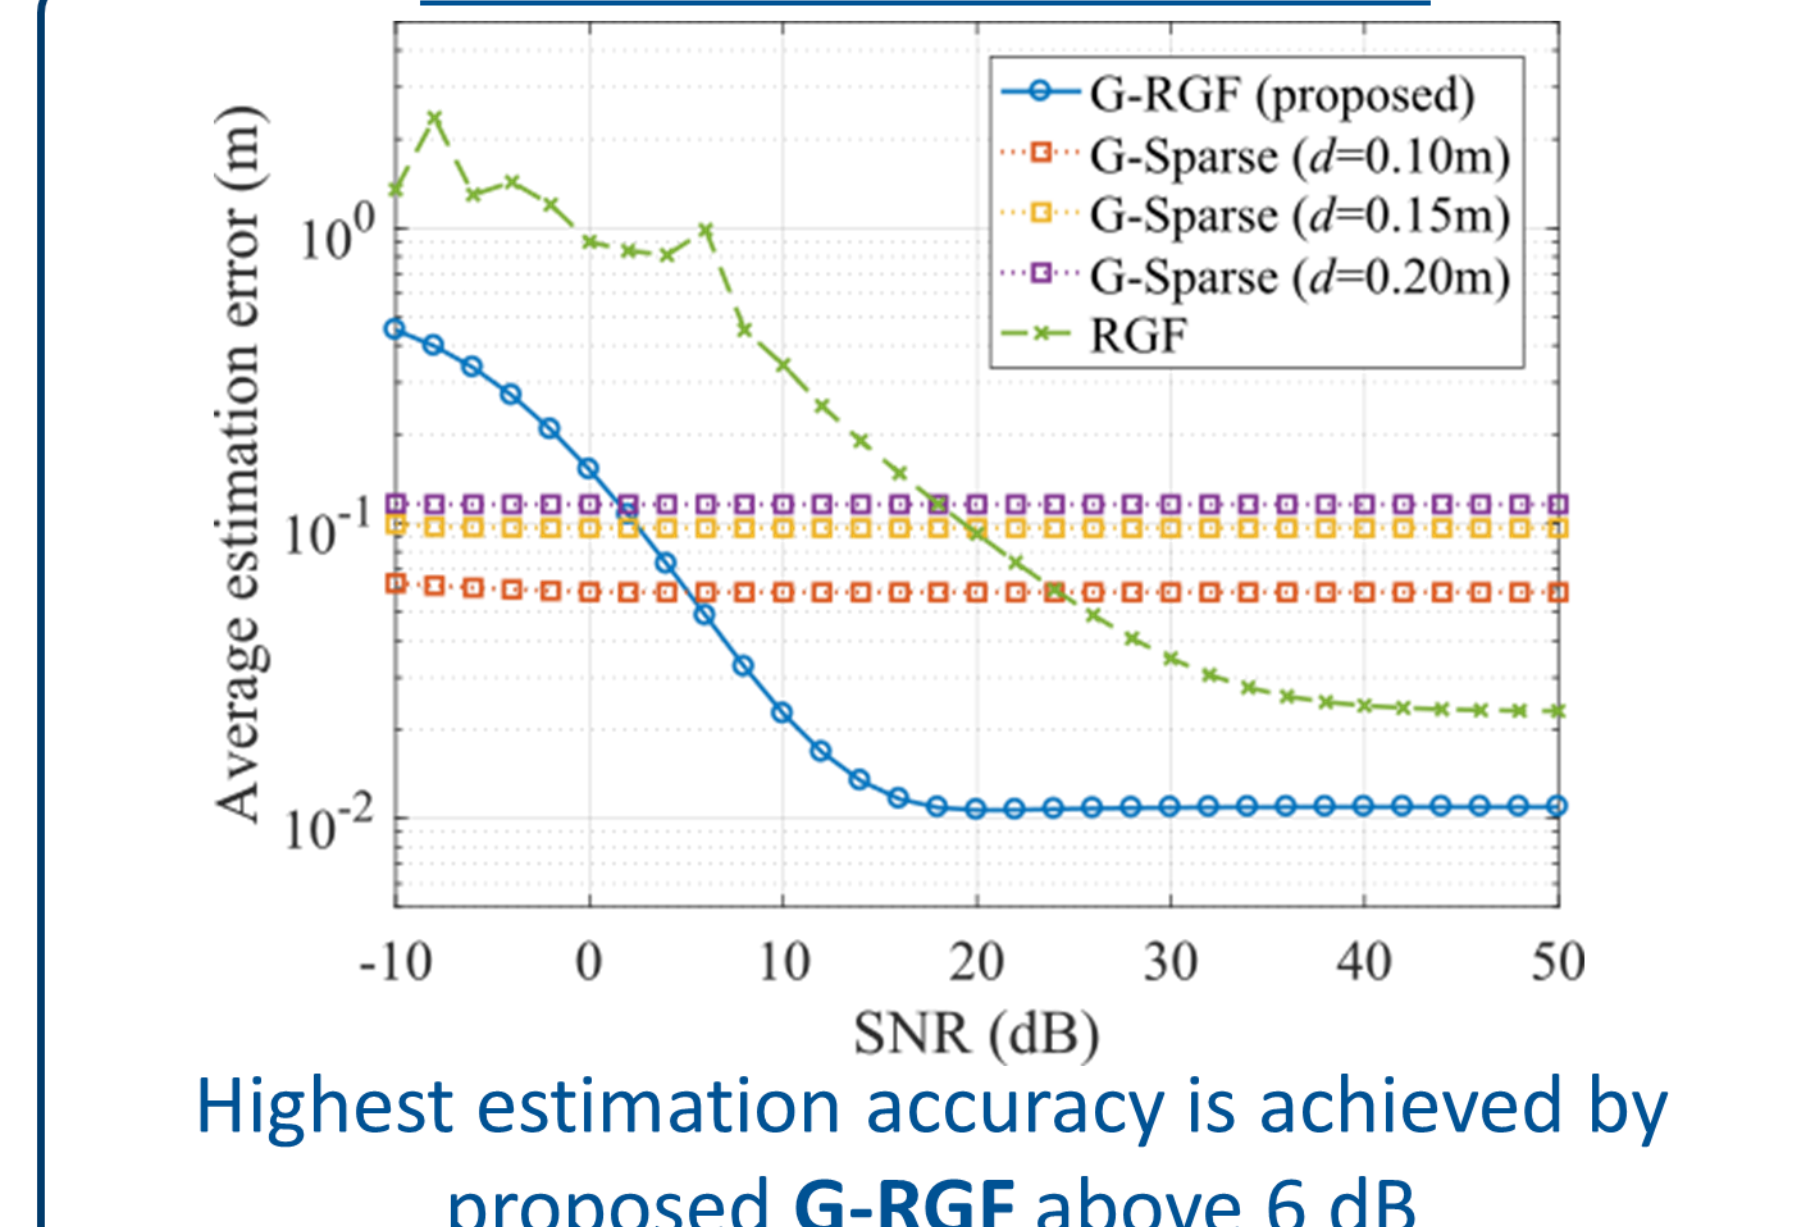 G-RGF (proposed)
G-Sparse (d=0.10m)
G-Sparse (d=0.15m)
G-Sparse (d=0.20m)
RGF
Average estimation error (m)
10^0
10^-1
10^-2
-10 0 10 20 30 40 50
SNR (dB)
Highest estimation accuracy is achieved by
proposed G-RGF above 6 dB